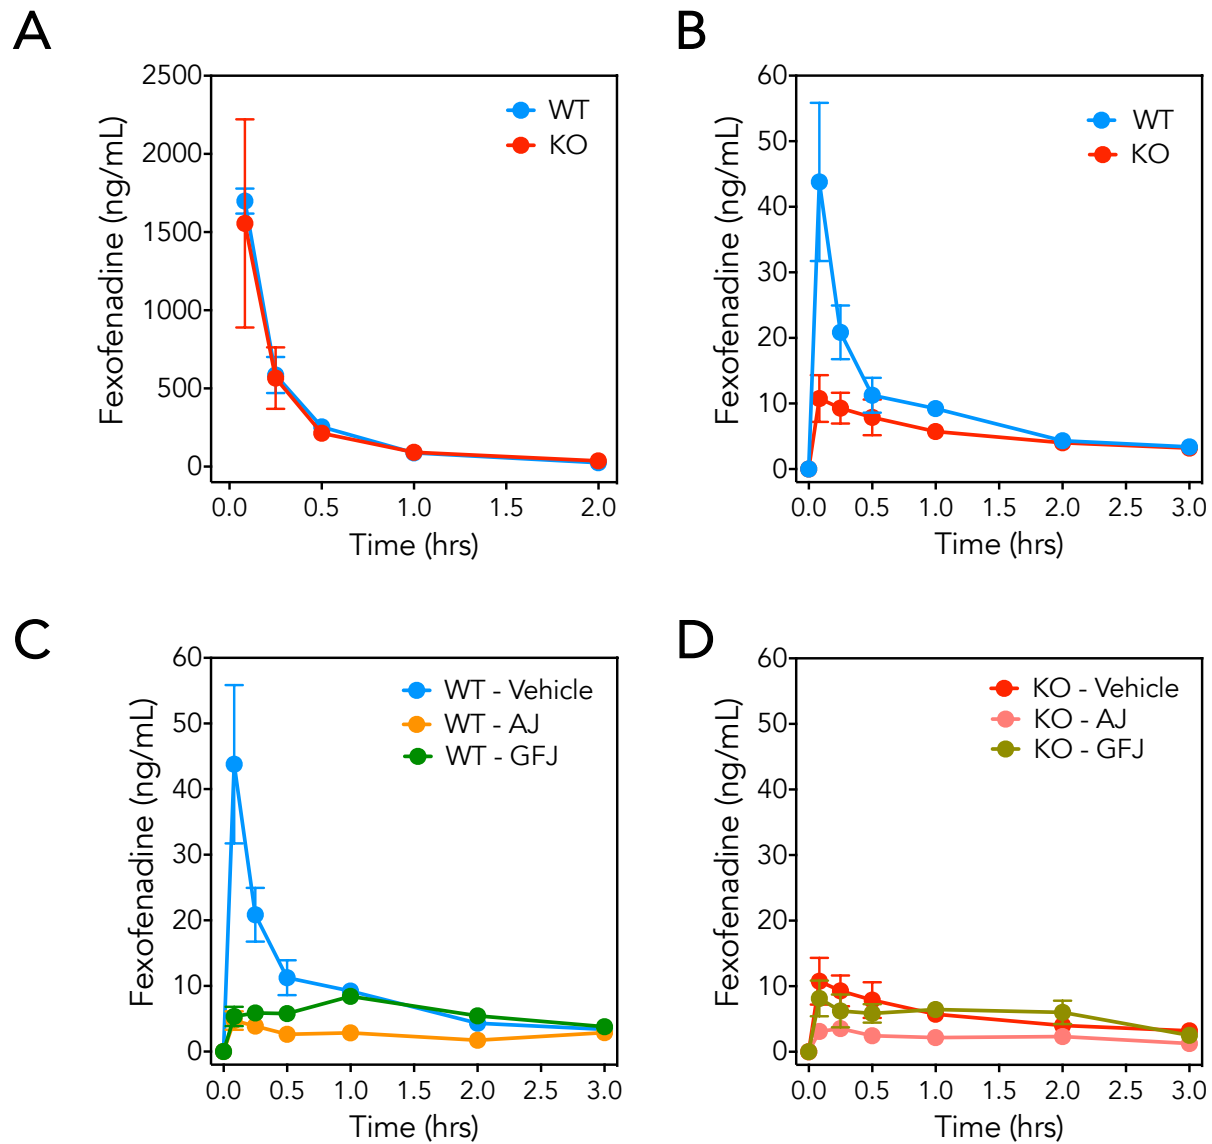 A
Fexofenadine (ng/mL)
2500
2000
1500
1000
500
0
WT
KO
0.0 0.5 1.0 1.5 2.0
Time (hrs)
B
Fexofenadine (ng/mL)
60
50
40
30
20
10
0
WT
KO
0.0 0.5 1.0 1.5 2.0 2.5 3.0
Time (hrs)
C
Fexofenadine (ng/mL)
60
50
40
30
20
10
0
WT - Vehicle
WT - AJ
WT - GFJ
0.0 0.5 1.0 1.5 2.0 2.5 3.0
Time (hrs)
D
Fexofenadine (ng/mL)
60
50
40
30
20
10
0
KO - Vehicle
KO - AJ
KO - GFJ
0.0 0.5 1.0 1.5 2.0 2.5 3.0
Time (hrs)